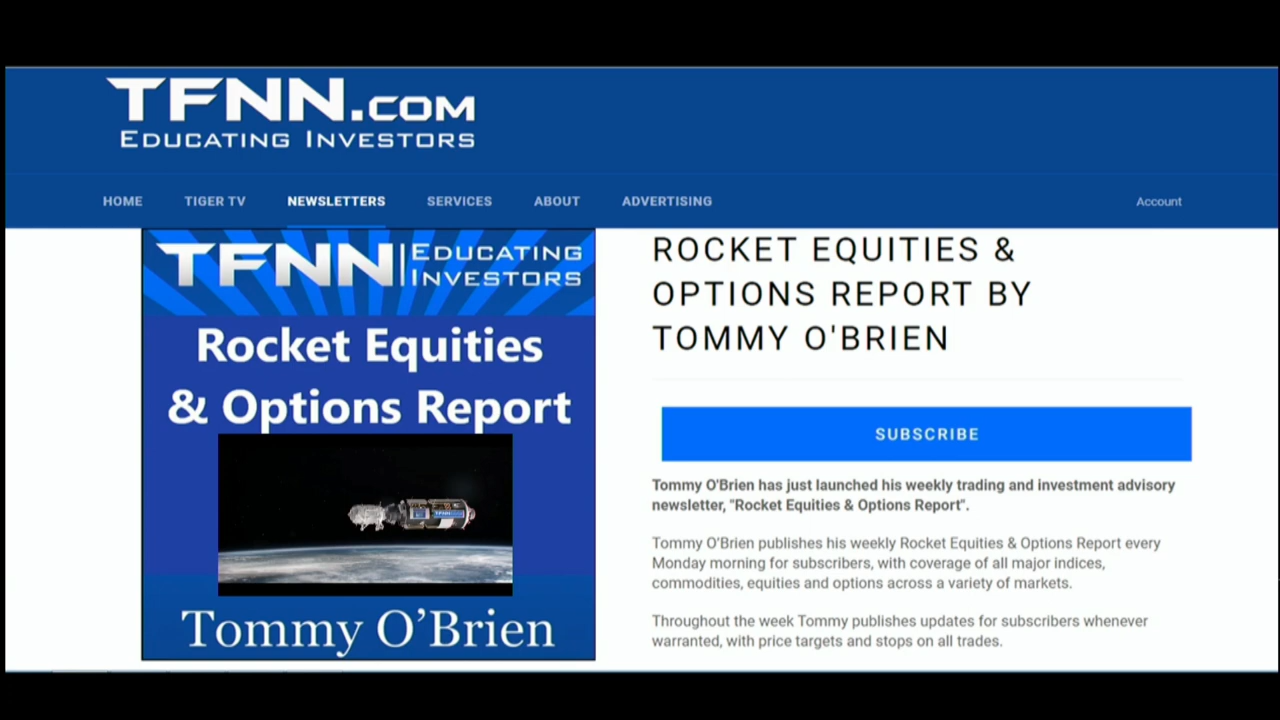 TFNN.COM
EDUCATING INVESTORS
HOME
TIGER TV
NEWSLETTERS
SERVICES
ABOUT
ADVERTISING
Account
TFNN
EDUCATING
INVESTORS
Rocket Equities
& Options Report
TFNN
Tommy O’Brien
ROCKET EQUITIES &
OPTIONS REPORT BY
TOMMY O'BRIEN
SUBSCRIBE
Tommy O'Brien has just launched his weekly trading and investment advisory
newsletter, "Rocket Equities & Options Report".
Tommy O'Brien publishes his weekly Rocket Equities & Options Report every
Monday morning for subscribers, with coverage of all major indices,
commodities, equities and options across a variety of markets.
Throughout the week Tommy publishes updates for subscribers whenever
warranted, with price targets and stops on all trades.